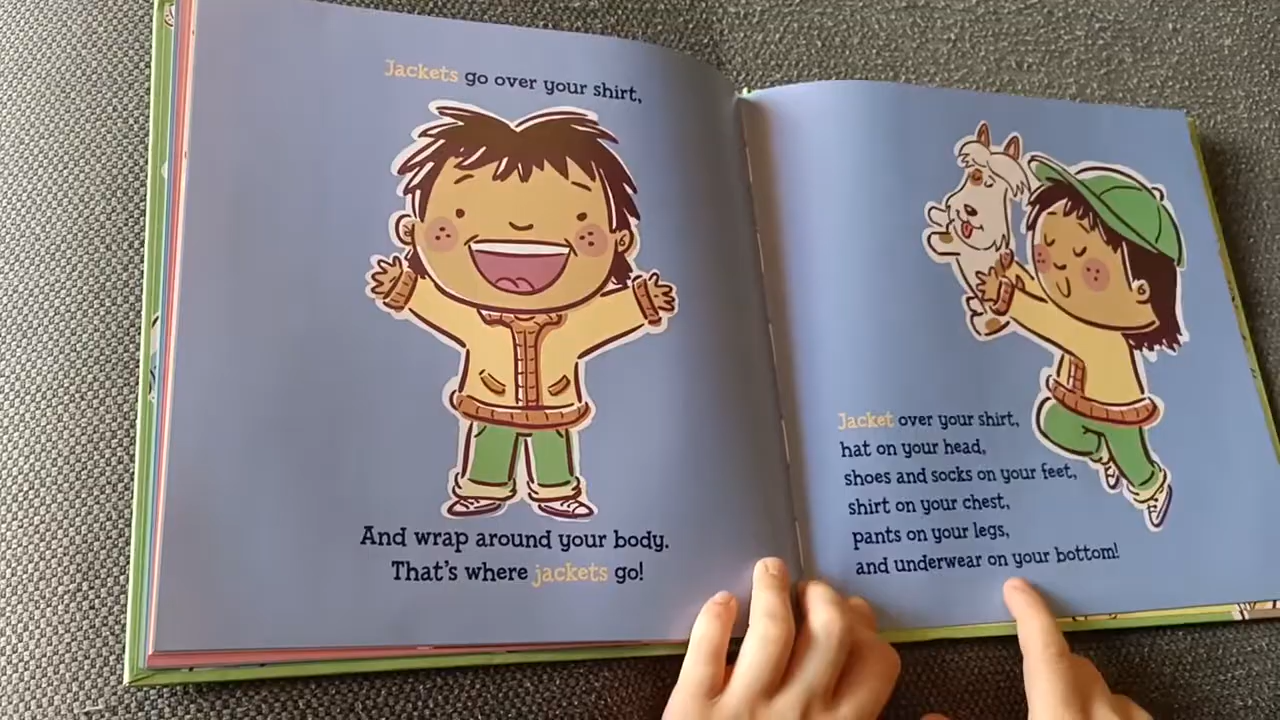 Jackets go over your shirt,
And wrap around your body.
That's where jackets go!
Jacket over your shirt,
hat on your head,
shoes and socks on your feet,
shirt on your chest,
pants on your legs,
and underwear on your bottom!